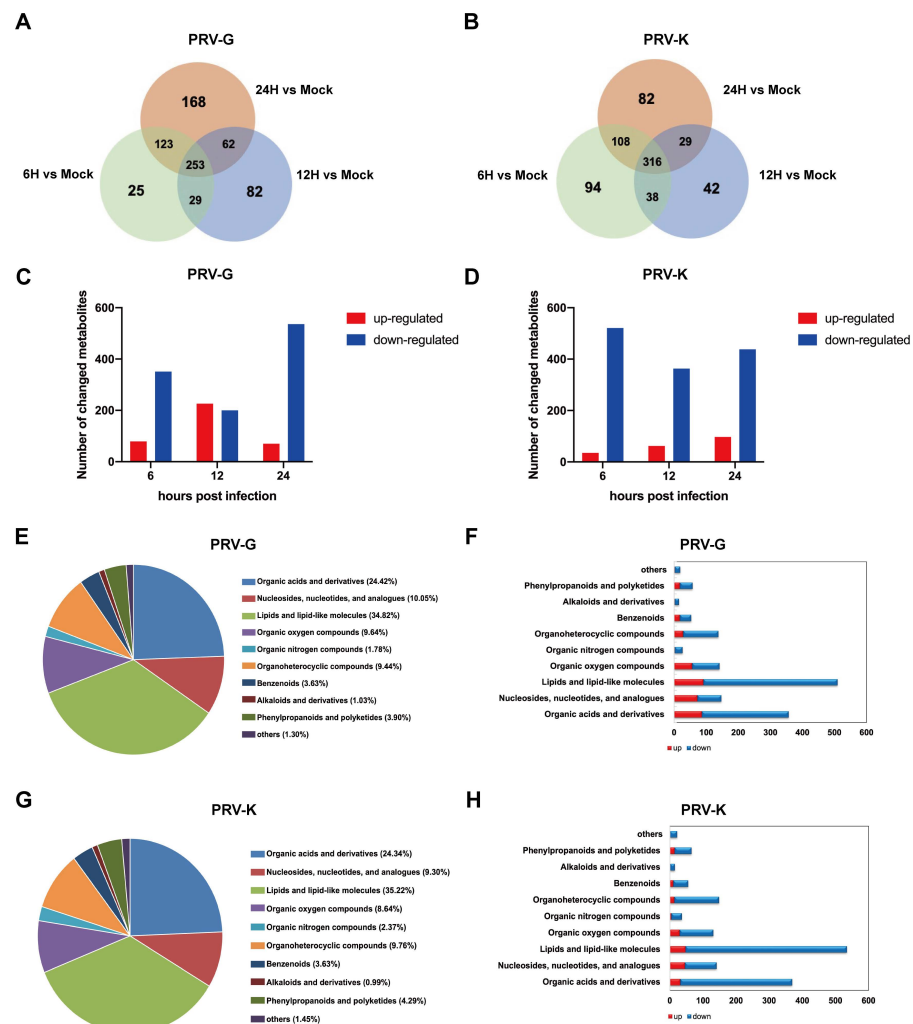 A
PRV-G
168
24H vs Mock
123
62
253
6H vs Mock
25
29
82
12H vs Mock
B
PRV-K
82
24H vs Mock
108
29
316
6H vs Mock
94
38
42
12H vs Mock
C
PRV-G
Number of changed metabolites
600
400
200
0
6
12
24
hours post infection
up-regulated
down-regulated
D
PRV-K
Number of changed metabolites
600
400
200
0
6
12
24
hours post infection
up-regulated
down-regulated
E
PRV-G
Organic acids and derivatives (24.42%)
Nucleosides, nucleotides, and analogues (10.05%)
Lipids and lipid-like molecules (34.82%)
Organic oxygen compounds (9.64%)
Organic nitrogen compounds (1.78%)
Organoheterocyclic compounds (9.44%)
Benzenoids (3.63%)
Alkaloids and derivatives (1.03%)
Phenylpropanoids and polyketides (3.90%)
others (1.30%)
F
PRV-G
others
Phenylpropanoids and polyketides
Alkaloids and derivatives
Benzenoids
Organoheterocyclic compounds
Organic nitrogen compounds
Organic oxygen compounds
Lipids and lipid-like molecules
Nucleosides, nucleotides, and analogues
Organic acids and derivatives
0 100 200 300 400 500 600
up down
G
PRV-K
Organic acids and derivatives (24.34%)
Nucleosides, nucleotides, and analogues (9.30%)
Lipids and lipid-like molecules (35.22%)
Organic oxygen compounds (8.64%)
Organic nitrogen compounds (2.37%)
Organoheterocyclic compounds (9.76%)
Benzenoids (3.63%)
Alkaloids and derivatives (0.99%)
Phenylpropanoids and polyketides (4.29%)
others (1.45%)
H
PRV-K
others
Phenylpropanoids and polyketides
Alkaloids and derivatives
Benzenoids
Organoheterocyclic compounds
Organic nitrogen compounds
Organic oxygen compounds
Lipids and lipid-like molecules
Nucleosides, nucleotides, and analogues
Organic acids and derivatives
0 100 200 300 400 500 600
up down